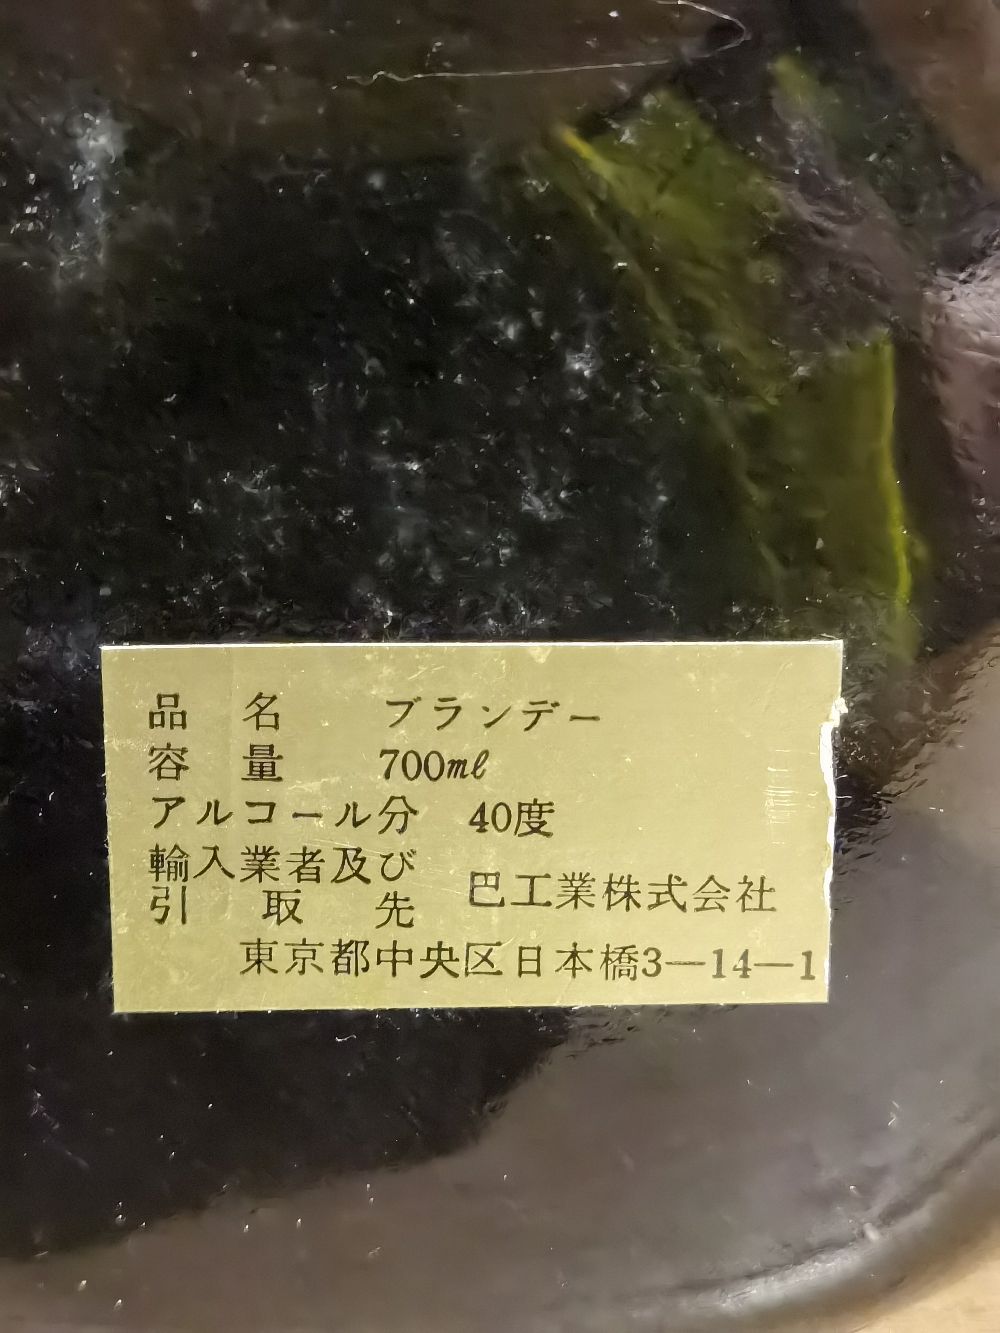 品名 ブランデー
容量 700ml
アルコール分 40度
輸入業者及び
引取先 巴工業株式会社
東京都中央区日本橋3—14—1